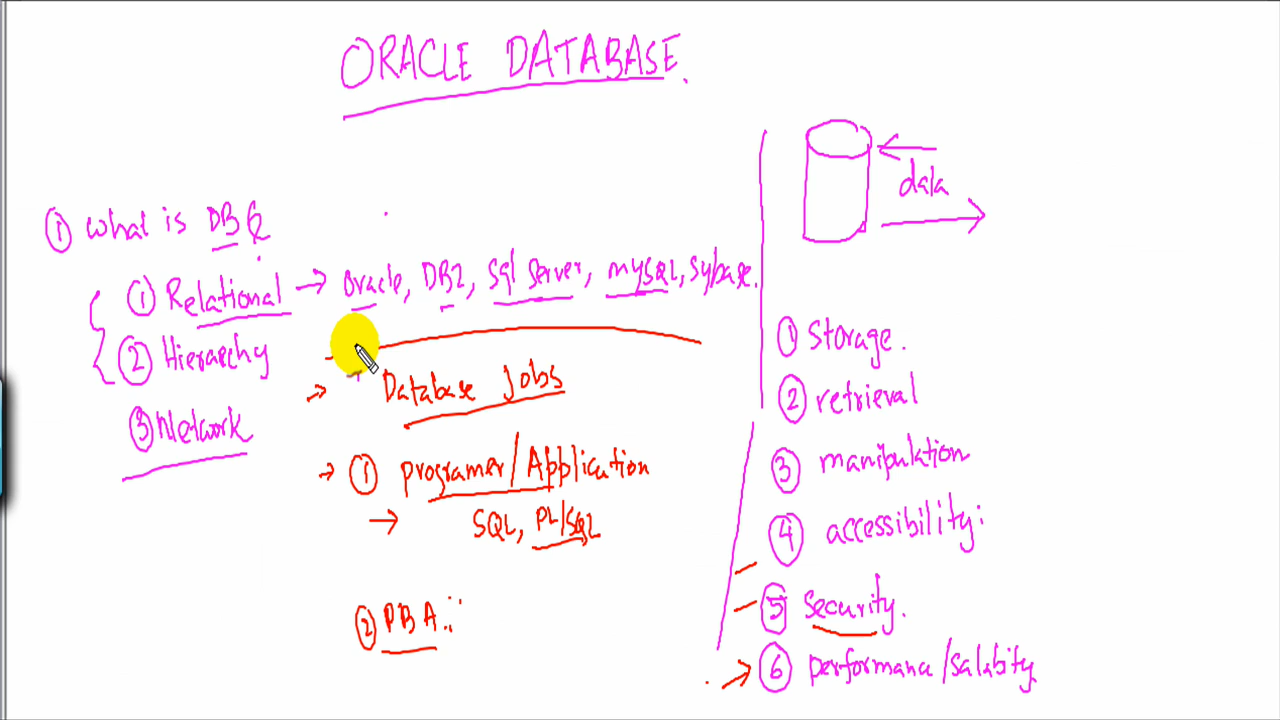 ORACLE DATABASE.
① What is DB?
① Relational → Oracle, DB2, Sql Server, mySQL, Sybase.
② Hierarchy
③ Network
→ Database Jobs
→ ① programer/Application
→ SQL, PL/SQL
② DBA
data
① Storage.
② retrieval
③ manipulation
④ accessibility:
⑤ Security.
→ ⑥ performana/Salability